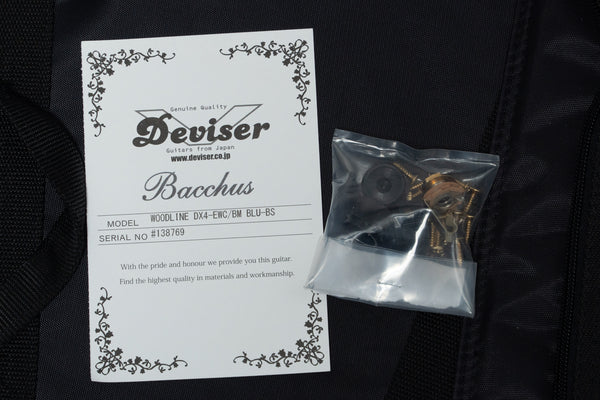 Genuine Quality
Deviser
Guitars from Japan
www.deviser.co.jp
Bacchus
MODEL WOODLINE DX4-EWC/BM BLU-BS
SERIAL NO #138769
With the pride and honour we provide you this guitar.
Find the highest quality in materials and workmanship.